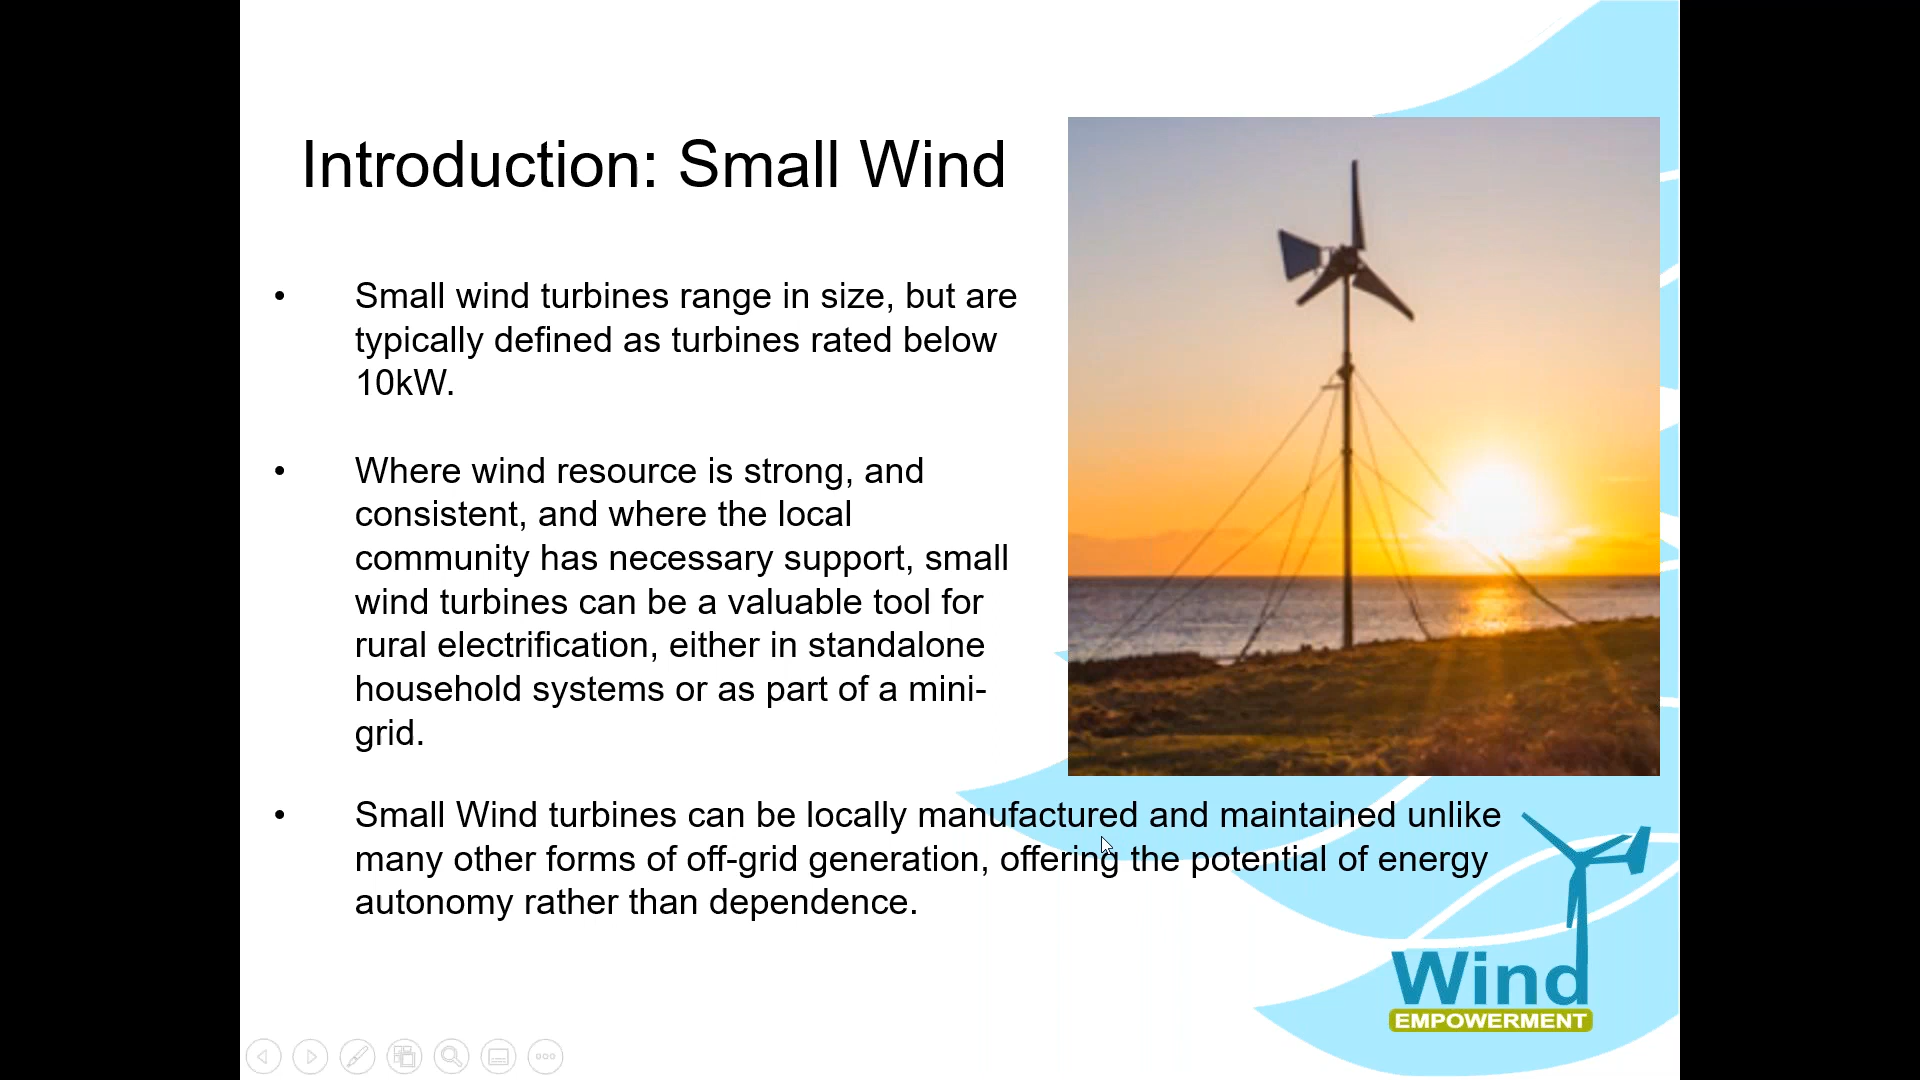 Introduction: Small Wind
• Small wind turbines range in size, but are
typically defined as turbines rated below
10kW.
• Where wind resource is strong, and
consistent, and where the local
community has necessary support, small
wind turbines can be a valuable tool for
rural electrification, either in standalone
household systems or as part of a mini-
grid.
• Small Wind turbines can be locally manufactured and maintained unlike
many other forms of off-grid generation, offering the potential of energy
autonomy rather than dependence.
Wind
EMPOWERMENT